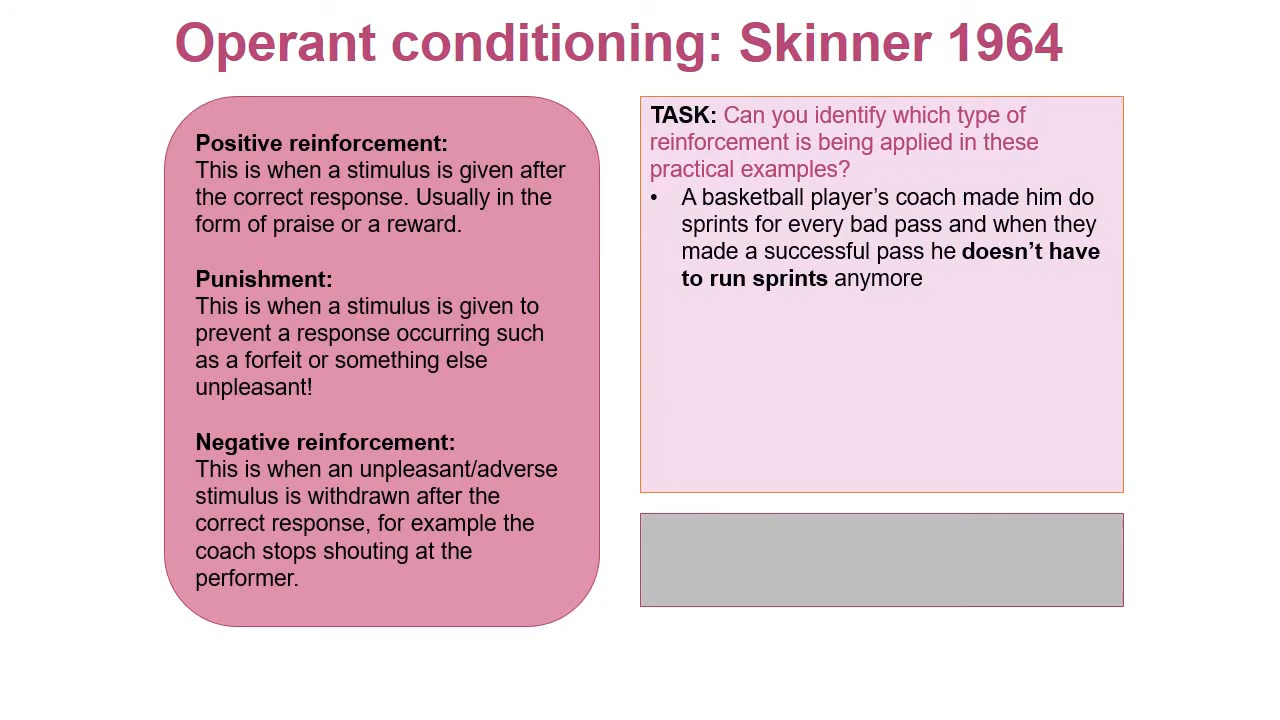 Operant conditioning: Skinner 1964
Positive reinforcement:
This is when a stimulus is given after
the correct response. Usually in the
form of praise or a reward.
Punishment:
This is when a stimulus is given to
prevent a response occurring such
as a forfeit or something else
unpleasant!
Negative reinforcement:
This is when an unpleasant/adverse
stimulus is withdrawn after the
correct response, for example the
coach stops shouting at the
performer.
TASK: Can you identify which type of
reinforcement is being applied in these
practical examples?
• A basketball player’s coach made him do
sprints for every bad pass and when they
made a successful pass he doesn’t have
to run sprints anymore